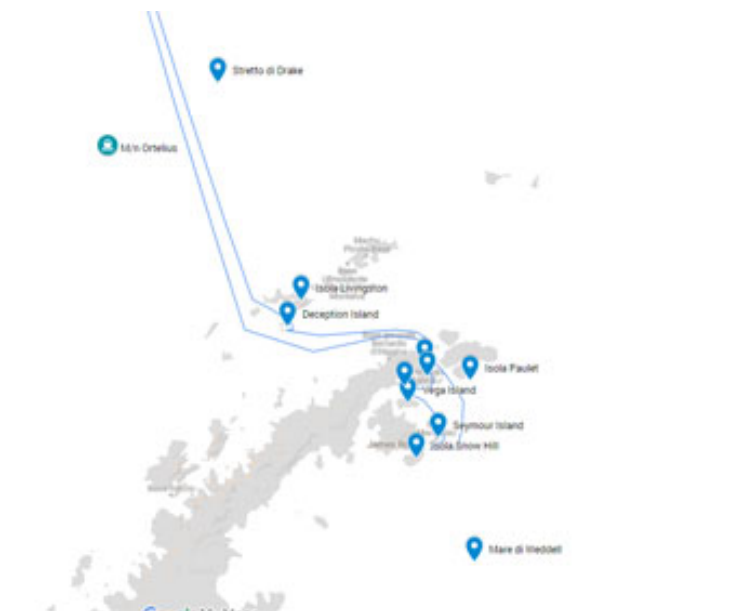 Stretto di Drake
M/n Ortelius
Isola Livingston
Deception Island
Isola Paulet
Vega Island
Seymour Island
Isola Snow Hill
Mare di Weddell